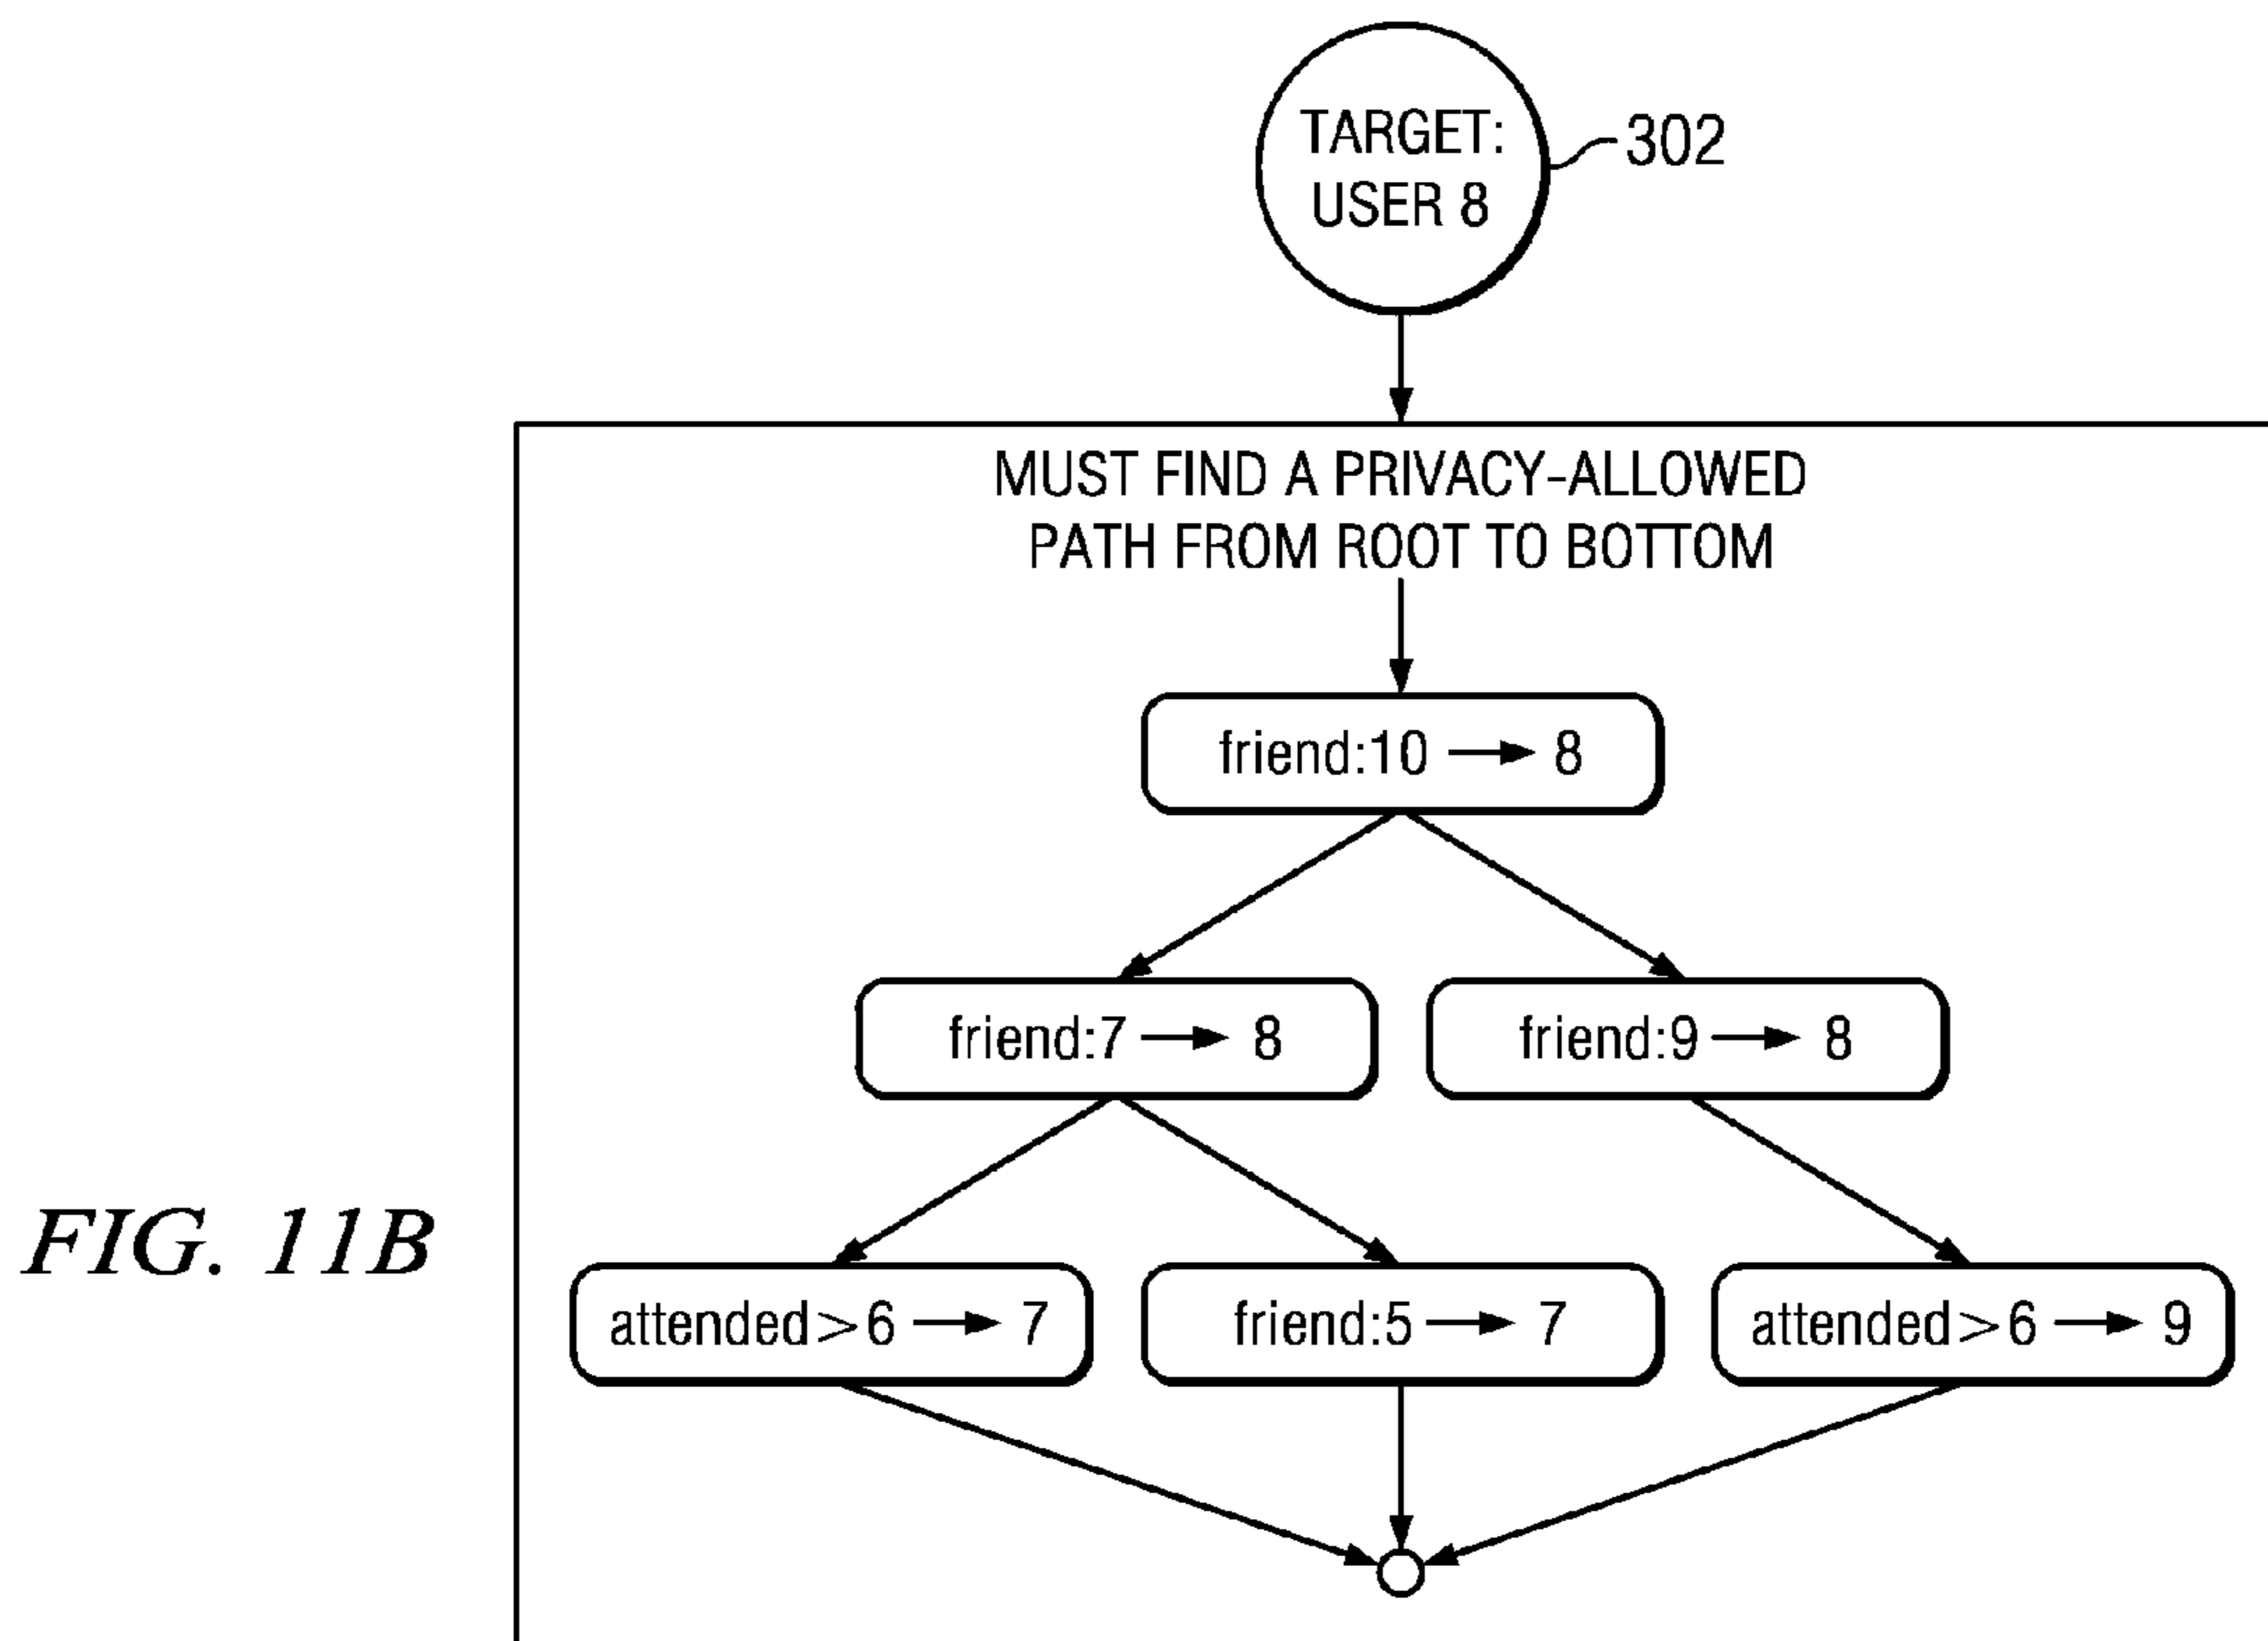 TARGET:
USER 8
302
MUST FIND A PRIVACY-ALLOWED
PATH FROM ROOT TO BOTTOM
friend:10 → 8
friend:7 → 8
friend:9 → 8
attended>6 → 7
friend:5 → 7
attended>6 → 9
FIG. 11B